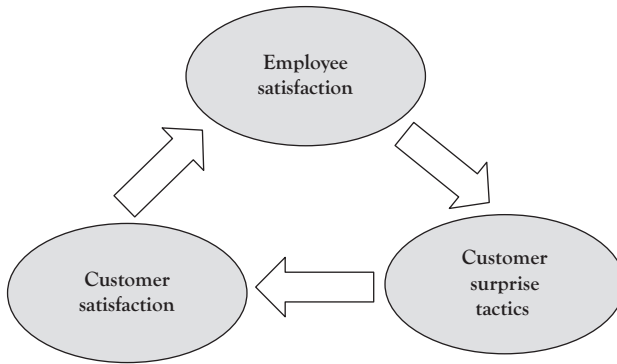 Employee
satisfaction
Customer
satisfaction
Customer
surprise
tactics